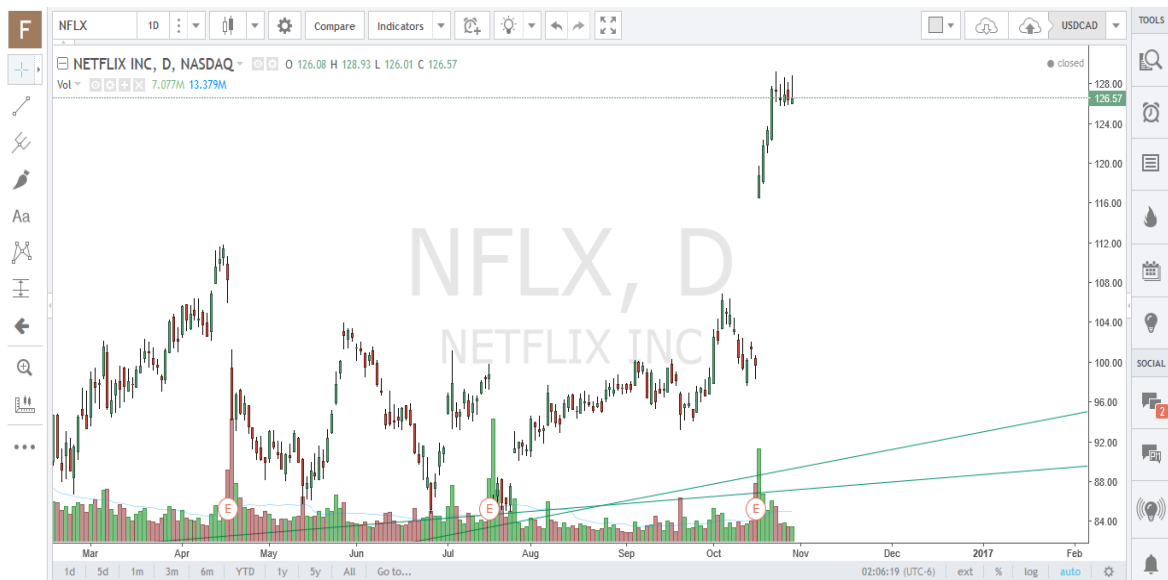 F
NFLX 1D Compare Indicators USDCAD TOOLS
NETFLIX INC, D, NASDAQ O 126.08 H 128.93 L 126.01 C 126.57 closed
Vol 7.077M 13.379M
128.00
126.57
124.00
120.00
Aa
116.00
NFLX, D
112.00
108.00
NETFLIX INC
104.00
100.00
SOCIAL
96.00
2
92.00
88.00
E E E
84.00
Mar Apr May Jun Jul Aug Sep Oct Nov Dec 2017 Feb
1d 5d 1m 3m 6m YTD 1y 5y All Go to... 02:06:19 (UTC-6) ext % log auto